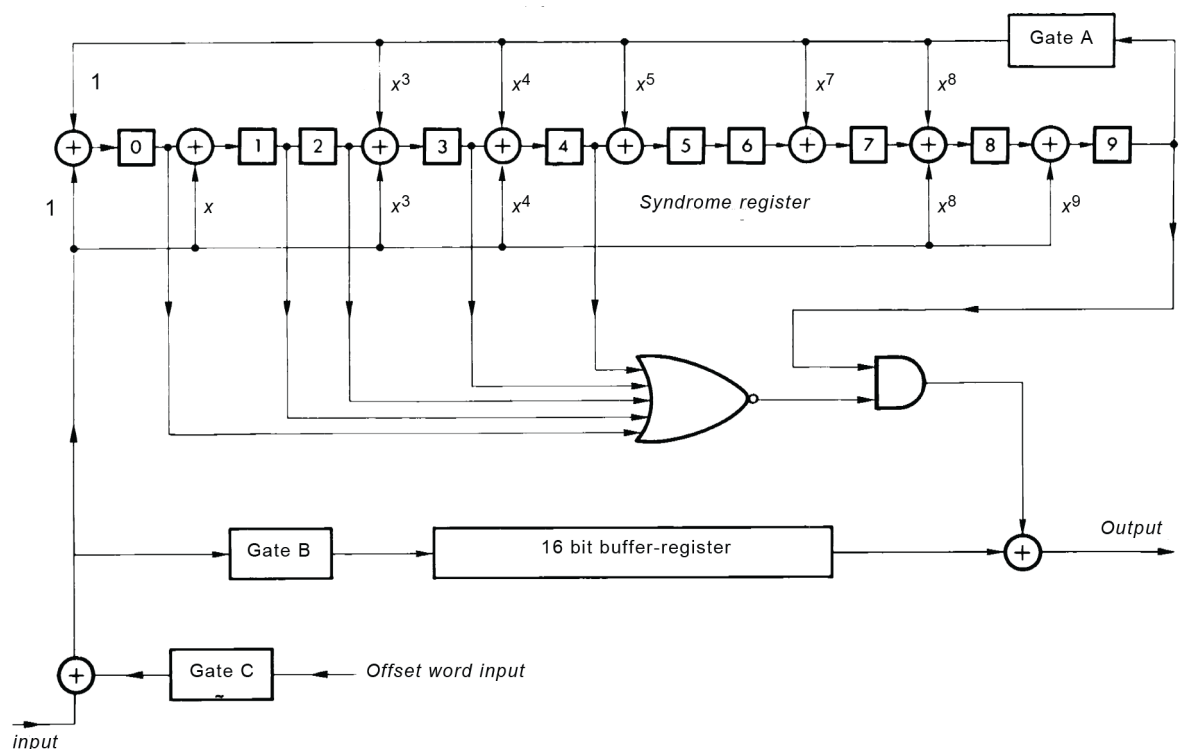 Gate A
1
x³
x⁴
x⁵
x⁷
x⁸
0
1
2
3
4
5
6
7
8
9
1
x
x³
x⁴
Syndrome register
x⁸
x⁹
Gate B
16 bit buffer-register
Output
Gate C
Offset word input
input